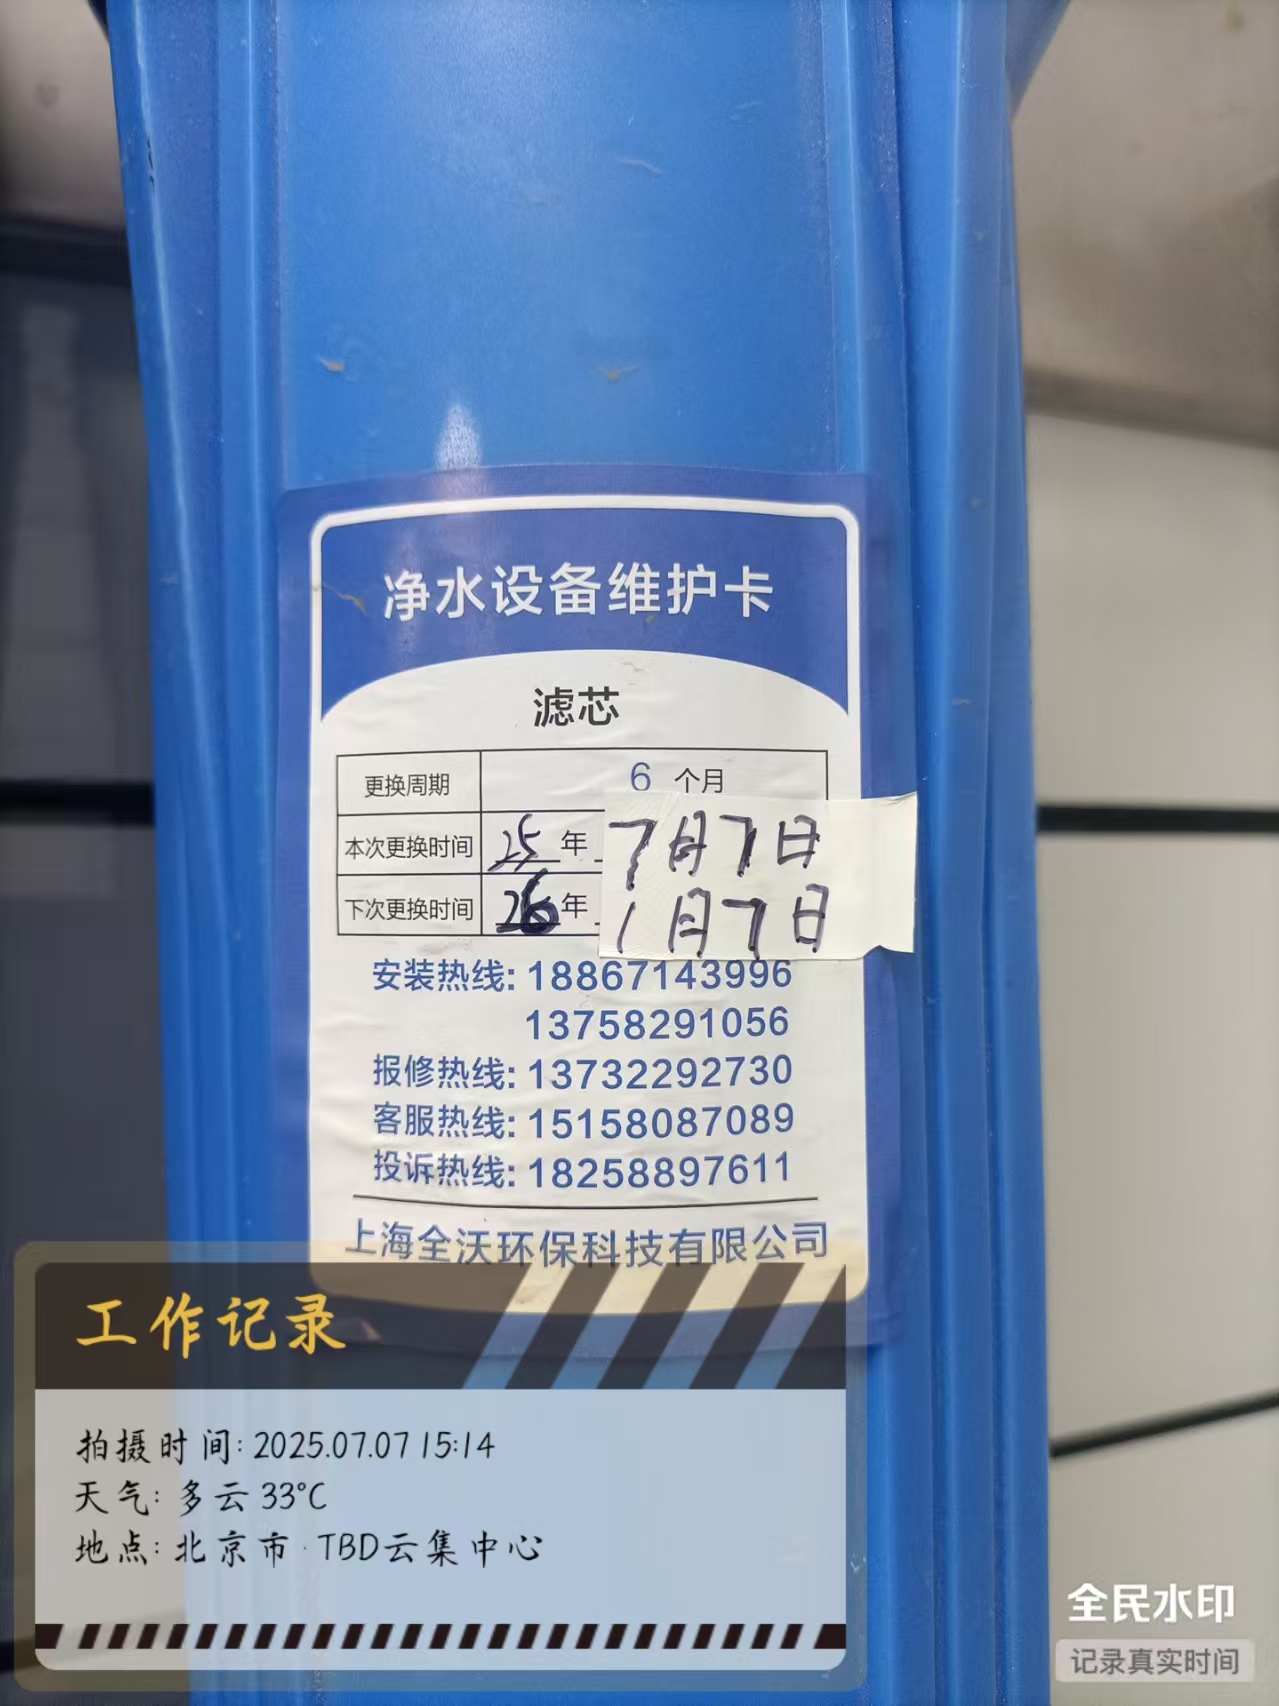 净水设备维护卡
滤芯
更换周期 6 个月
本次更换时间 25年 7月7日
下次更换时间 26年 1月7日
安装热线: 18867143996
13758291056
报修热线: 13732292730
客服热线: 15158087089
投诉热线: 18258897611
上海全沃环保科技有限公司
工作记录
拍摄时间: 2025.07.07 15:14
天气: 多云 33°C
地点: 北京市·TBD云集中心
全民水印
记录真实时间